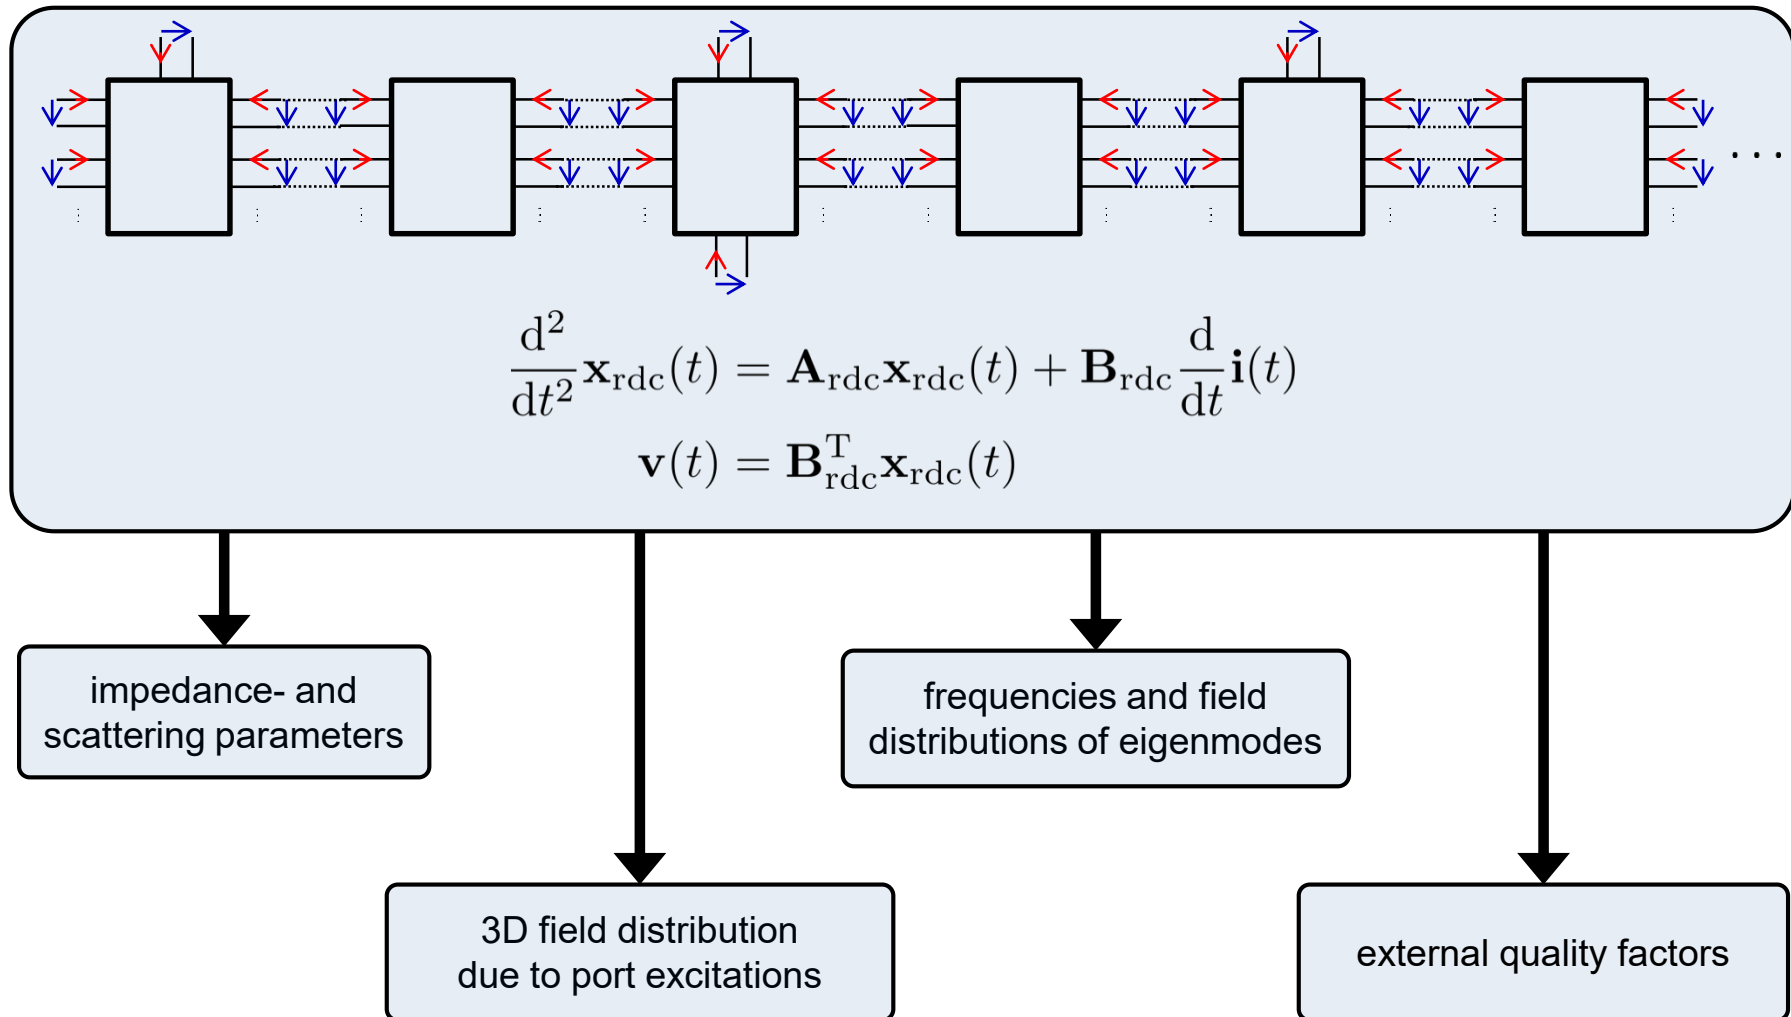 . . .
d²/dt² x_rdc(t) = A_rdc x_rdc(t) + B_rdc d/dt i(t)
v(t) = B_rdc^T x_rdc(t)
impedance- and
scattering parameters
frequencies and field
distributions of eigenmodes
3D field distribution
due to port excitations
external quality factors